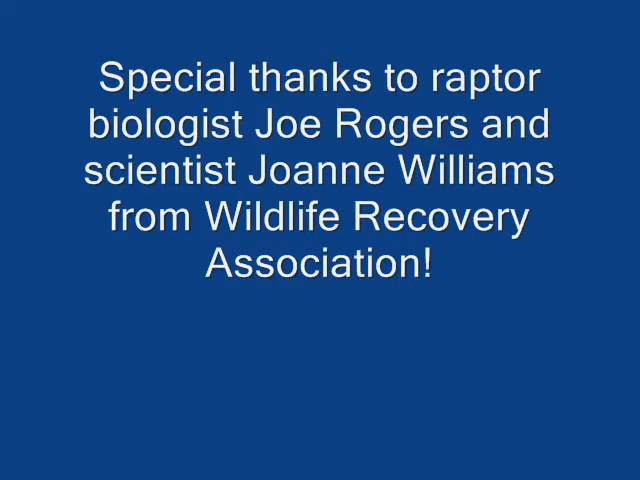 Special thanks to raptor
biologist Joe Rogers and
scientist Joanne Williams
from Wildlife Recovery
Association!